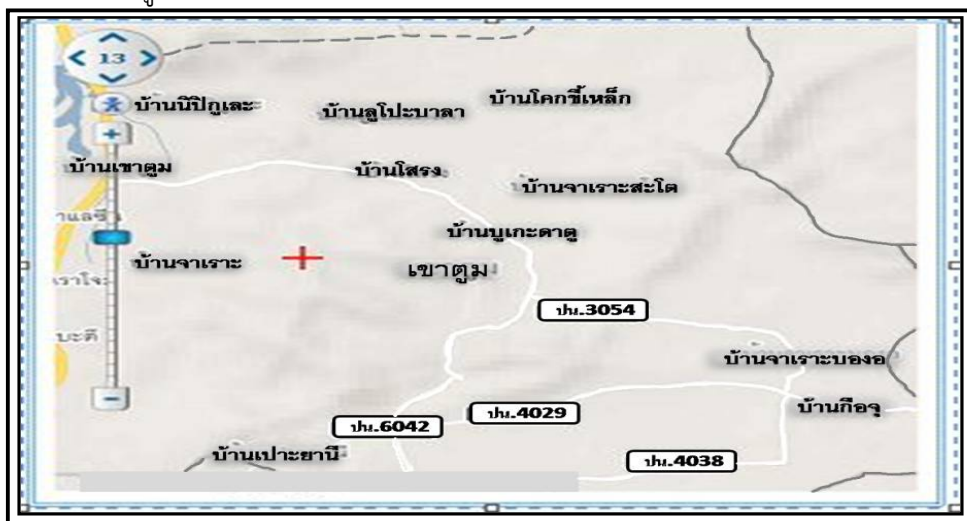 13
บ้านนิปิกูเละ
บ้านลูโปะบาลา
บ้านโคกขี้เหล็ก
บ้านเขาตูม
บ้านโสรง
บ้านจาเราะสะโต
บ้านบูเกะดาตู
บ้านจาเราะ
เขาตูม
ปน.3054
บ้านจาเราะบองอ
บ้านกือจุ
ปน.4029
ปน.6042
บ้านเปาะยานี
ปน.4038